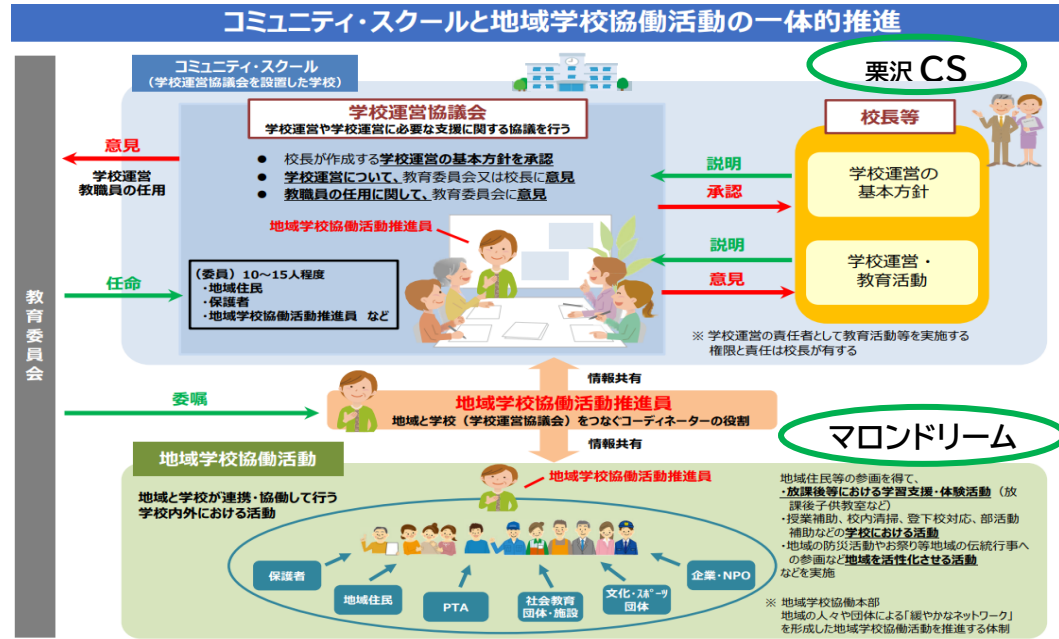 コミュニティ・スクールと地域学校協働活動の一体的推進
コミュニティ・スクール
（学校運営協議会を設置した学校）
栗沢 CS
学校運営協議会
学校運営や学校運営に必要な支援に関する協議を行う
● 校長が作成する学校運営の基本方針を承認
● 学校運営について、教育委員会又は校長に意見
● 教職員の任用に関して、教育委員会に意見
地域学校協働活動推進員
（委員）10～15人程度
・地域住民
・保護者
・地域学校協働活動推進員 など
意見
学校運営
教職員の任用
任命
教育委員会
説明
承認
説明
意見
校長等
学校運営の
基本方針
学校運営・
教育活動
※ 学校運営の責任者として教育活動等を実施する
権限と責任は校長が有する
情報共有
委嘱
地域学校協働活動推進員
地域と学校（学校運営協議会）をつなぐコーディネーターの役割
情報共有
マロンドリーム
地域学校協働活動
地域学校協働活動推進員
地域と学校が連携・協働して行う
学校内外における活動
保護者
地域住民
PTA
社会教育
団体・施設
文化・ｽﾎﾟｰﾂ
団体
企業・NPO
地域住民等の参画を得て、
・放課後等における学習支援・体験活動（放
課後子供教室など）
・授業補助、校内清掃、登下校対応、部活動
補助などの学校における活動
・地域の防災活動やお祭り等地域の伝統行事へ
の参画など地域を活性化させる活動
などを実施
※ 地域学校協働本部
地域の人々や団体による「緩やかなネットワーク」
を形成した地域学校協働活動を推進する体制